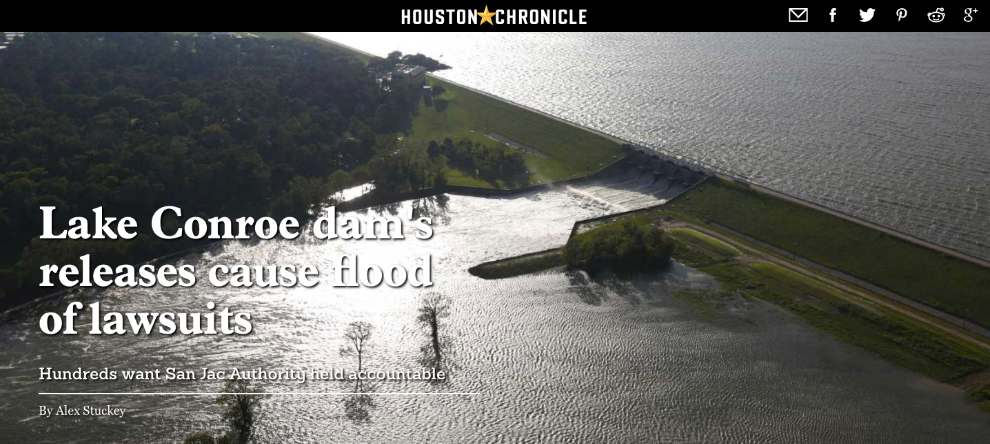 HOUSTON CHRONICLE
Lake Conroe dam's
releases cause flood
of lawsuits
Hundreds want San Jac Authority held accountable
By Alex Stuckey